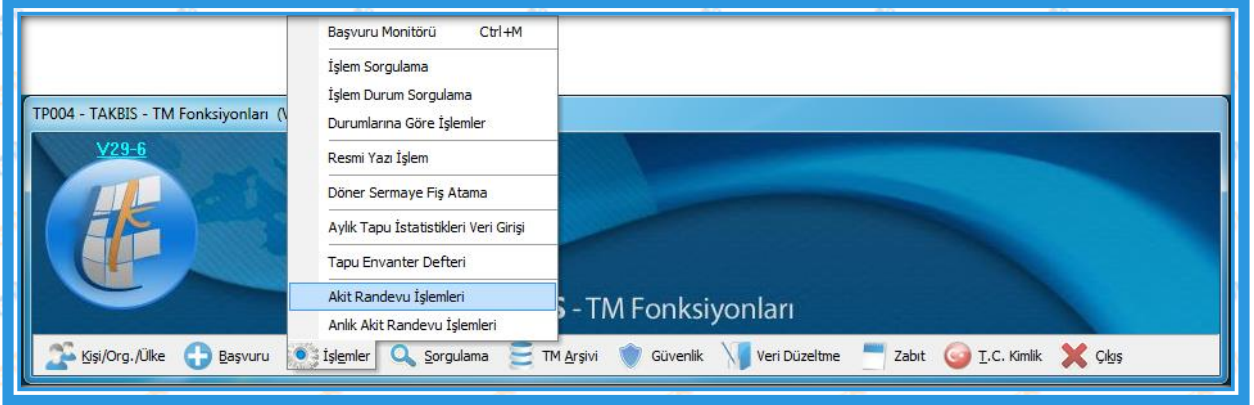 Başvuru Monitörü Ctrl+M
İşlem Sorgulama
İşlem Durum Sorgulama
Durumlarına Göre İşlemler
Resmi Yazı İşlem
Döner Sermaye Fiş Atama
Aylık Tapu İstatistikleri Veri Girişi
Tapu Envanter Defteri
Akit Randevu İşlemleri
Anlık Akit Randevu İşlemleri
TP004 - TAKBIS - TM Fonksiyonları (V
V29-6
- TM Fonksiyonları
Kişi/Org./Ülke Başvuru İşlemler Sorgulama TM Arşivi Güvenlik Veri Düzeltme Zabıt T.C. Kimlik Çıkış